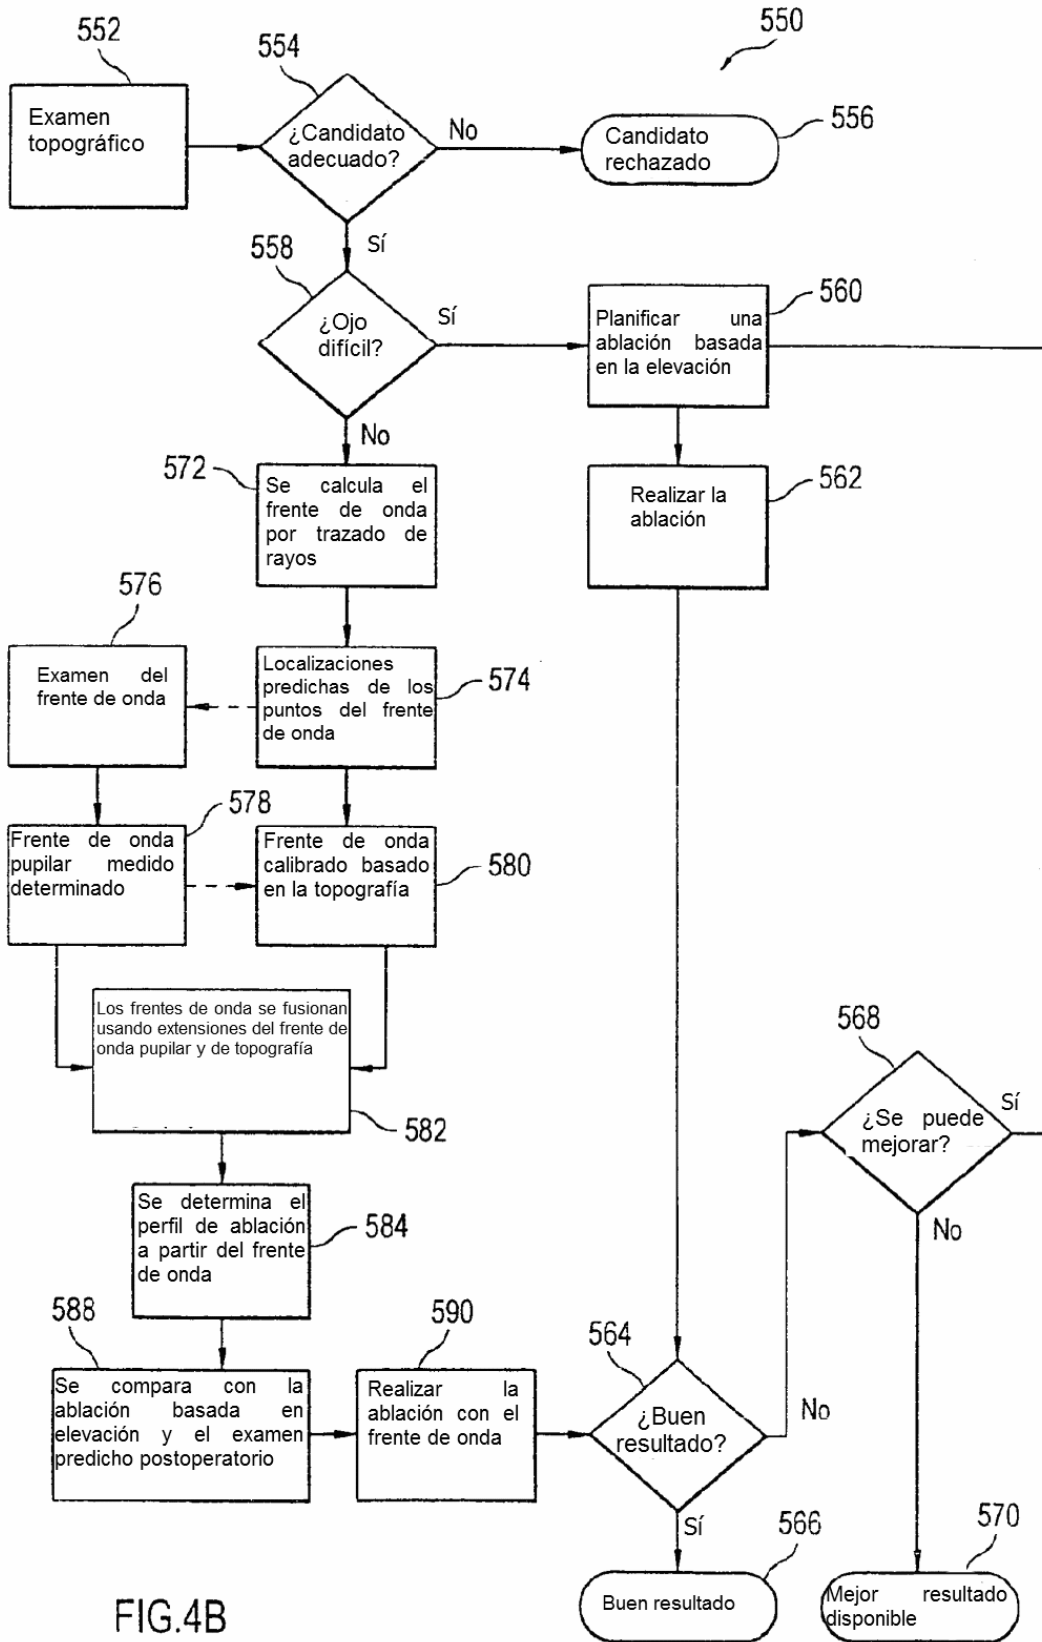 550
552
Examen
topográfico
554
¿Candidato
adecuado?
No
556
Candidato
rechazado
Sí
558
¿Ojo
difícil?
Sí
560
Planificar una
ablación basada
en la elevación
No
572
Se calcula el
frente de onda
por trazado de
rayos
562
Realizar la
ablación
576
Examen del
frente de onda
574
Localizaciones
predichas de los
puntos del frente
de onda
578
Frente de onda
pupilar medido
determinado
580
Frente de onda
calibrado basado
en la topografía
Los frentes de onda se fusionan
usando extensiones del frente de
onda pupilar y de topografía
582
568
¿Se puede
mejorar?
Sí
No
Se determina el
perfil de ablación
a partir del frente
de onda
584
588
Se compara con la
ablación basada en
elevación y el examen
predicho postoperatorio
590
Realizar la
ablación con el
frente de onda
564
¿Buen
resultado?
No
Sí
566
Buen resultado
570
Mejor resultado
disponible
FIG.4B